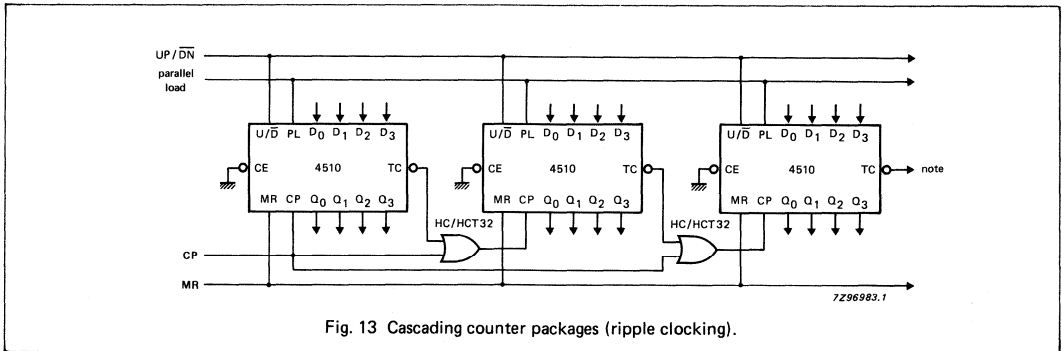 UP/D̅N̅
parallel
load
U/D̅ PL D₀ D₁ D₂ D₃
U/D̅ PL D₀ D₁ D₂ D₃
U/D̅ PL D₀ D₁ D₂ D₃
CE 4510 TC
CE 4510 TC
CE 4510 TC
note
MR CP Q₀ Q₁ Q₂ Q₃
MR CP Q₀ Q₁ Q₂ Q₃
MR CP Q₀ Q₁ Q₂ Q₃
HC/HCT32
HC/HCT32
CP
MR
7Z96983.1
Fig. 13 Cascading counter packages (ripple clocking).